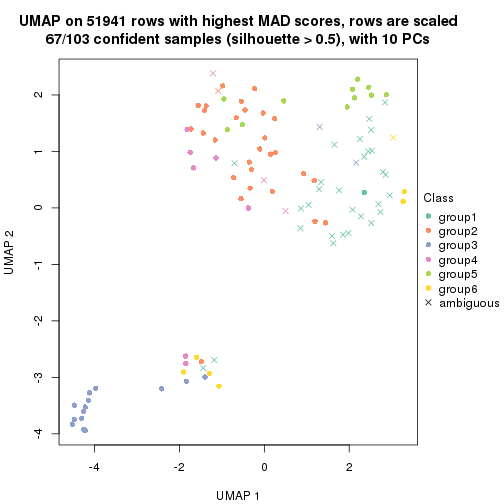 UMAP on 51941 rows with highest MAD scores, rows are scaled
67/103 confident samples (silhouette > 0.5), with 10 PCs
2
1
0
-1
-2
-3
-4
UMAP 2
-4
-2
0
2
UMAP 1
Class
group1
group2
group3
group4
group5
group6
ambiguous